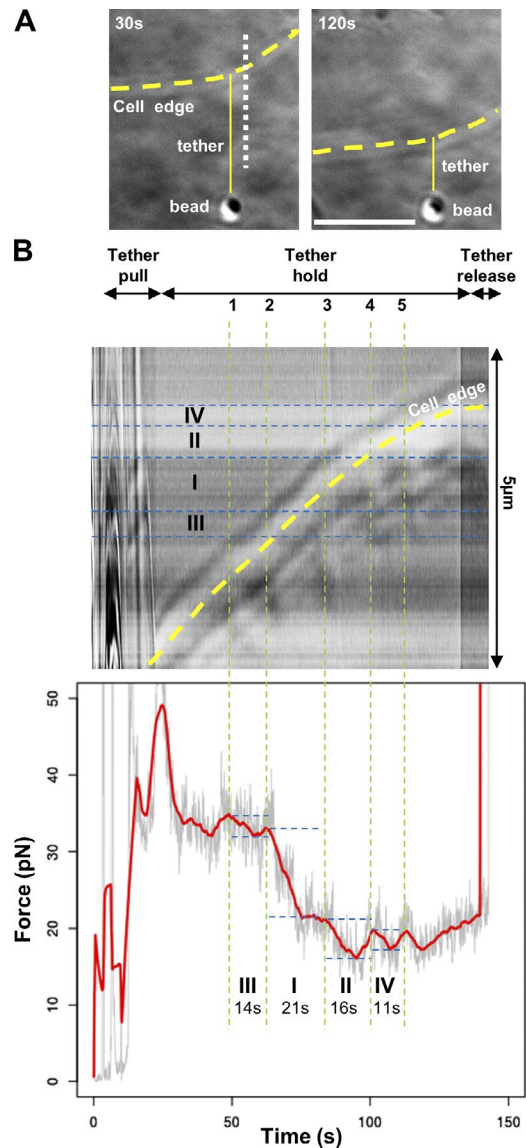 A
30s
120s
Cell edge
tether
bead
tether
bead
B
Tether pull
Tether hold
Tether release
1 2 3 4 5
Cell edge
IV
II
I
III
5µm
Force (pN)
50
40
30
20
10
0
III I II IV
14s 21s 16s 11s
0 50 100 150
Time (s)